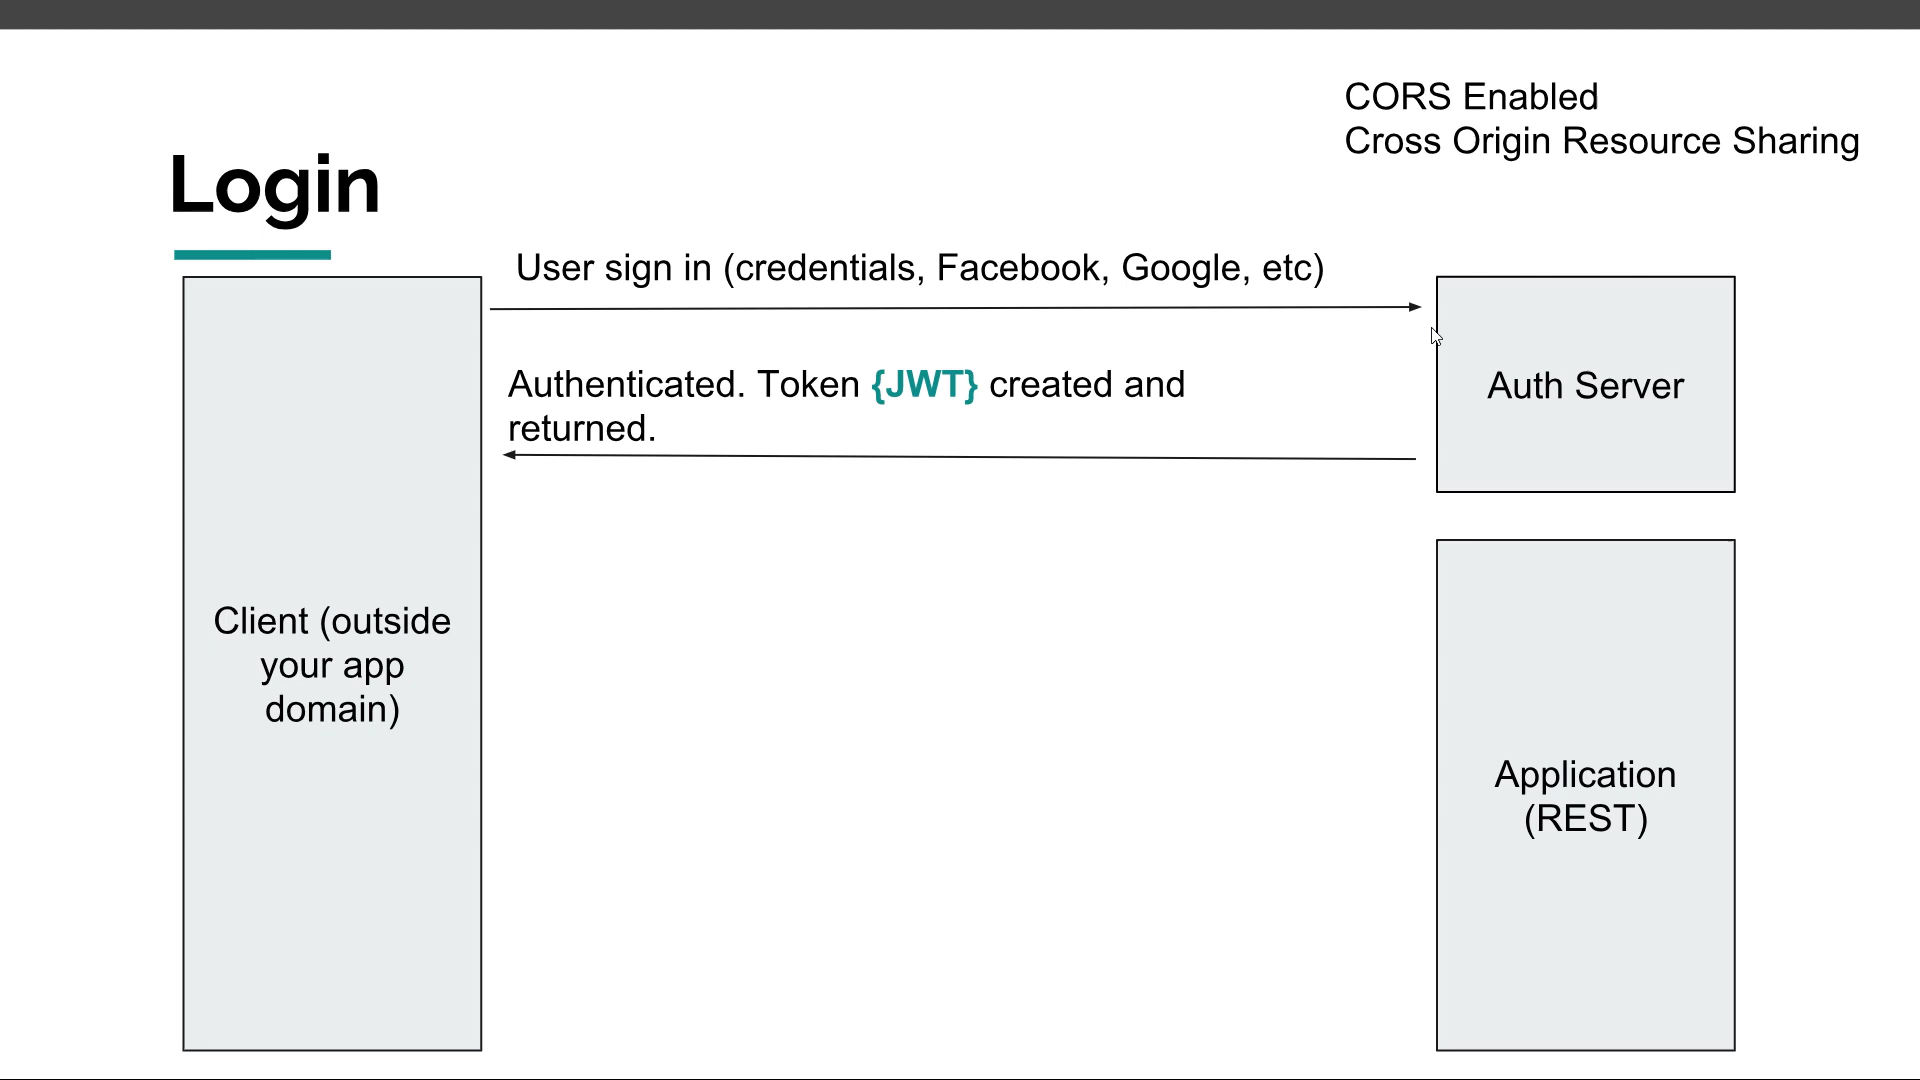 CORS Enabled
Cross Origin Resource Sharing
Login
User sign in (credentials, Facebook, Google, etc)
Authenticated. Token {JWT} created and
returned.
Auth Server
Client (outside
your app
domain)
Application
(REST)